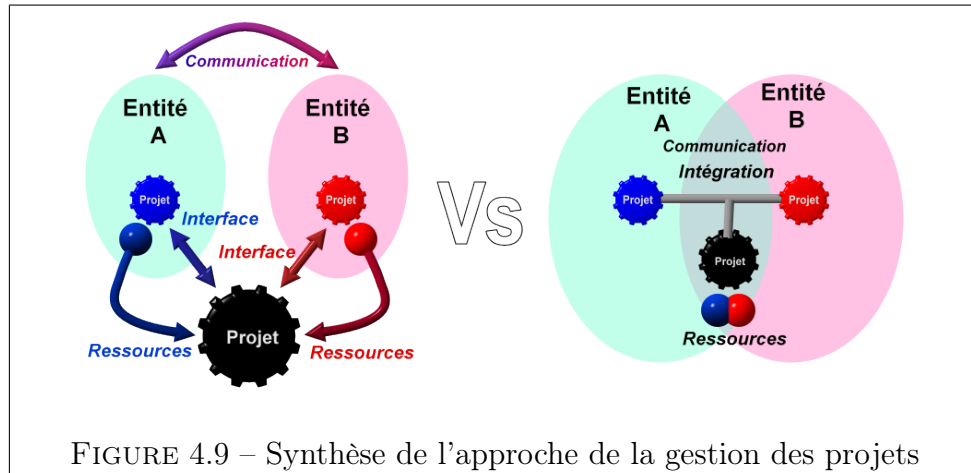 Communication
Entité
A
Entité
B
Projet
Projet
Interface
Interface
Projet
Ressources
Ressources
Vs
Entité
A
Entité
B
Communication
Intégration
Projet
Projet
Projet
Ressources
FIGURE 4.9 – Synthèse de l'approche de la gestion des projets